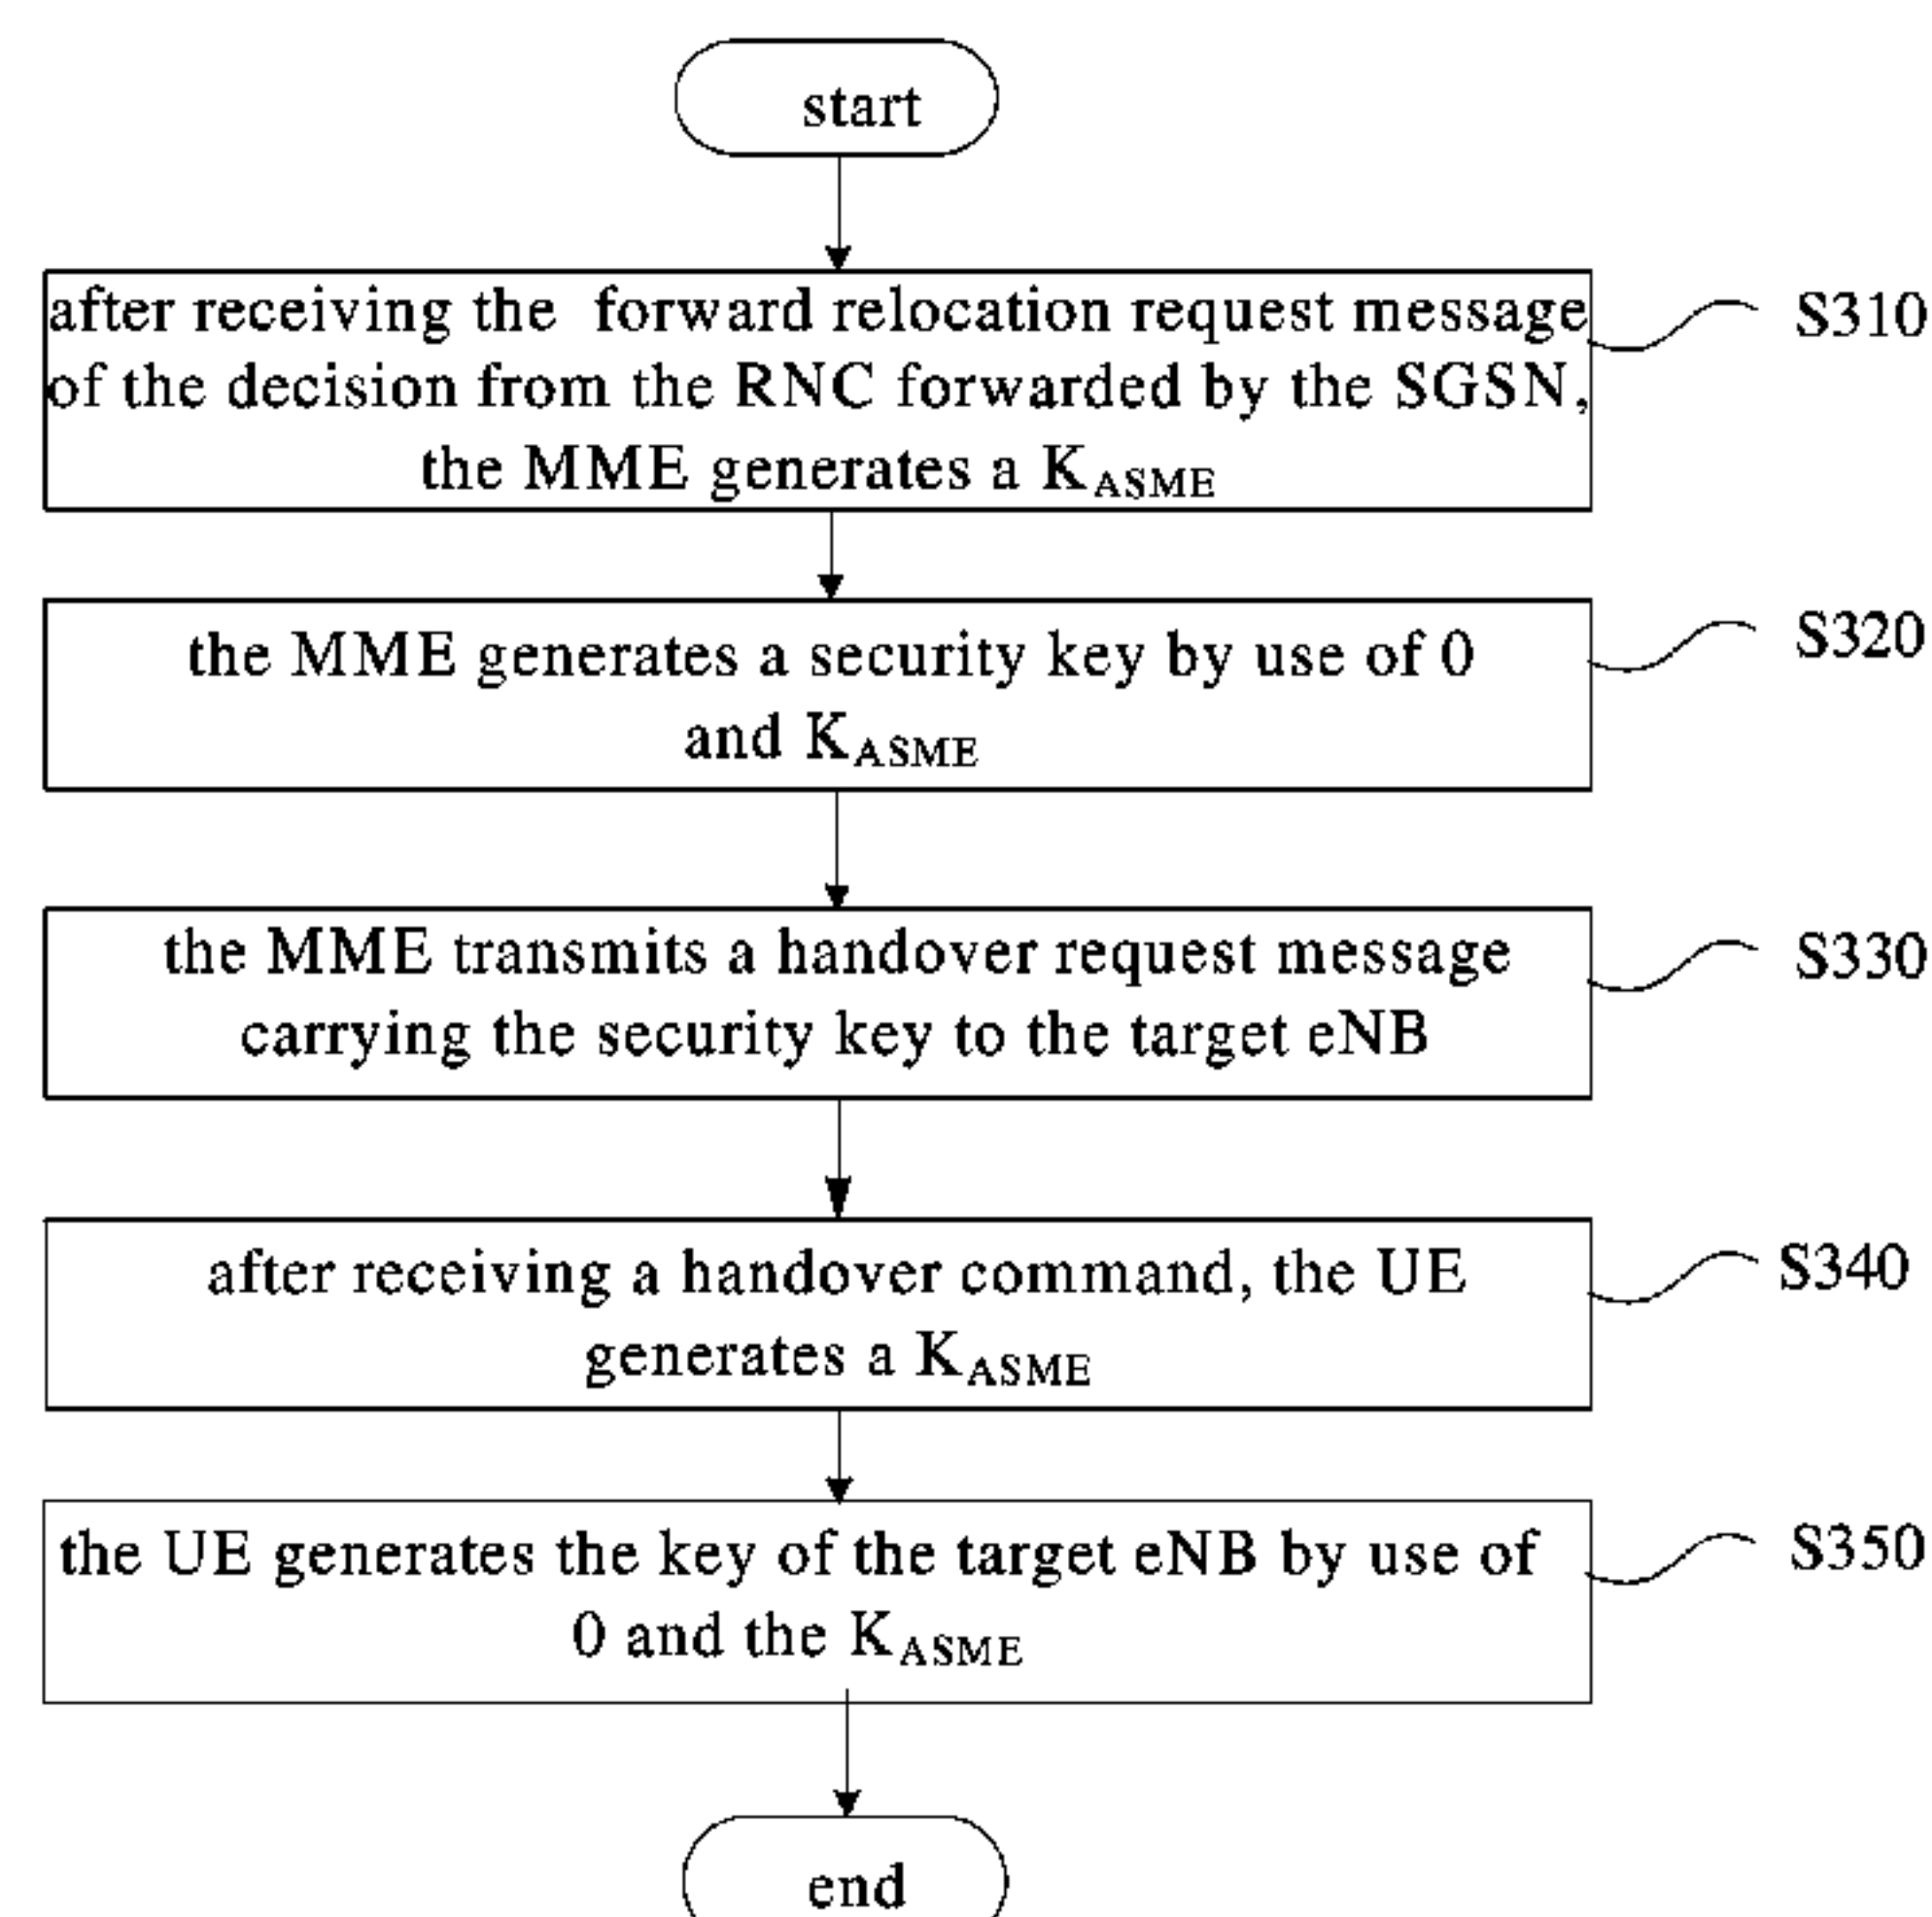 start
after receiving the forward relocation request message
of the decision from the RNC forwarded by the SGSN,
the MME generates a KASME
S310
the MME generates a security key by use of 0
and KASME
S320
the MME transmits a handover request message
carrying the security key to the target eNB
S330
after receiving a handover command, the UE
generates a KASME
S340
the UE generates the key of the target eNB by use of
0 and the KASME
S350
end